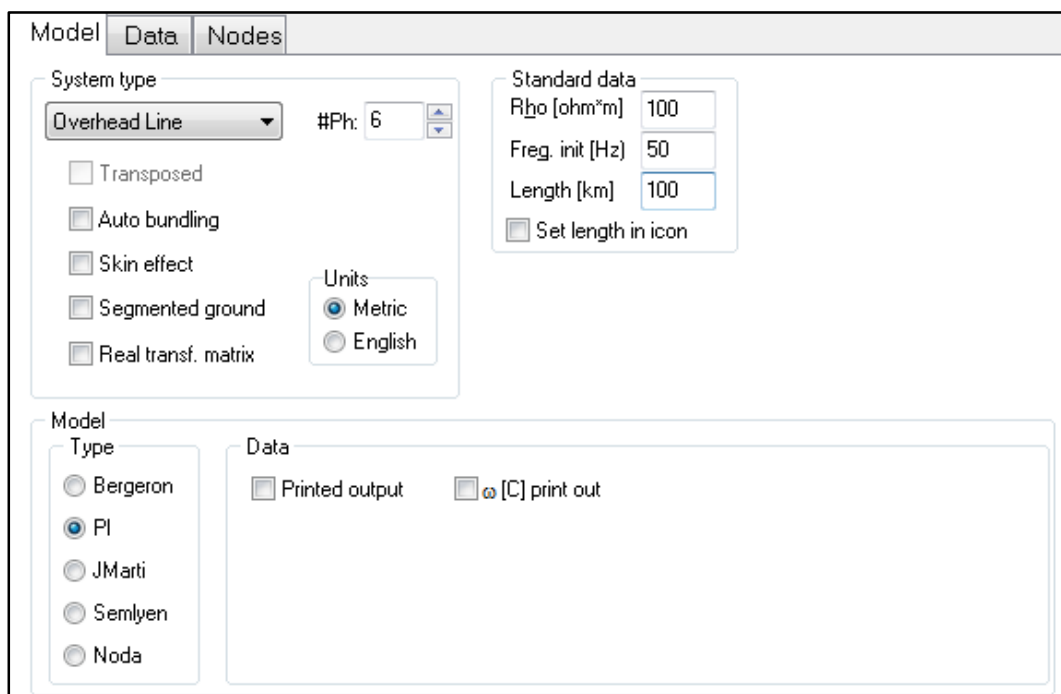 Model Data Nodes
System type
Overhead Line #Ph: 6
Transposed
Auto bundling
Skin effect
Segmented ground
Real transf. matrix
Units
Metric
English
Standard data
Rho [ohm*m] 100
Freq. init [Hz] 50
Length [km] 100
Set length in icon
Model
Type
Bergeron
PI
JMarti
Semlyen
Noda
Data
Printed output ω [C] print out